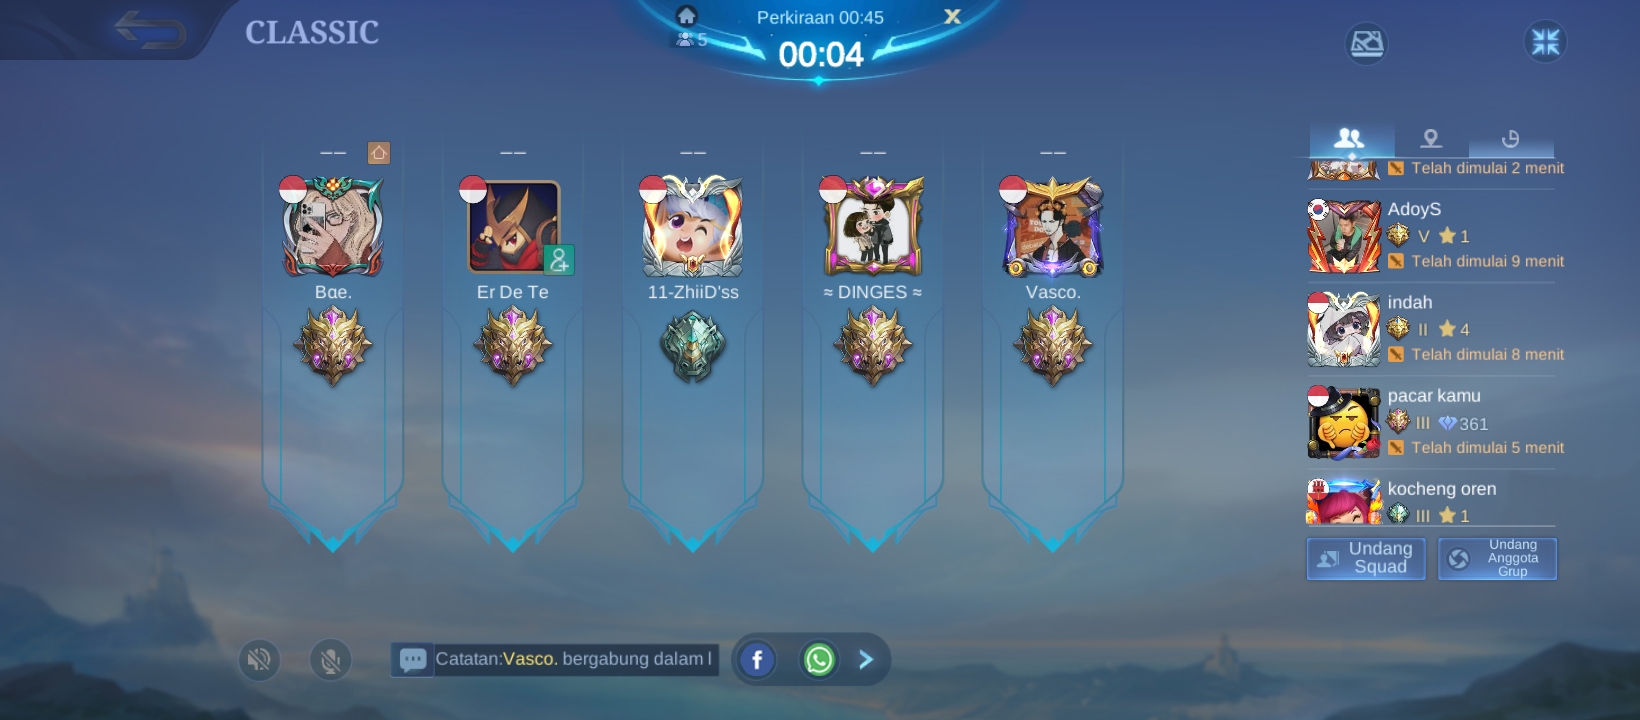 CLASSIC
Perkiraan 00:45
X
5
00:04
Bαe.
Er De Te
11-ZhiiD'ss
≈ DINGES ≈
Vasco.
Telah dimulai 2 menit
AdoyS
V 1
Telah dimulai 9 menit
indah
II 4
Telah dimulai 8 menit
pacar kamu
III 361
Telah dimulai 5 menit
kocheng oren
III 1
Undang
Squad
Undang
Anggota
Grup
Catatan:Vasco. bergabung dalam l